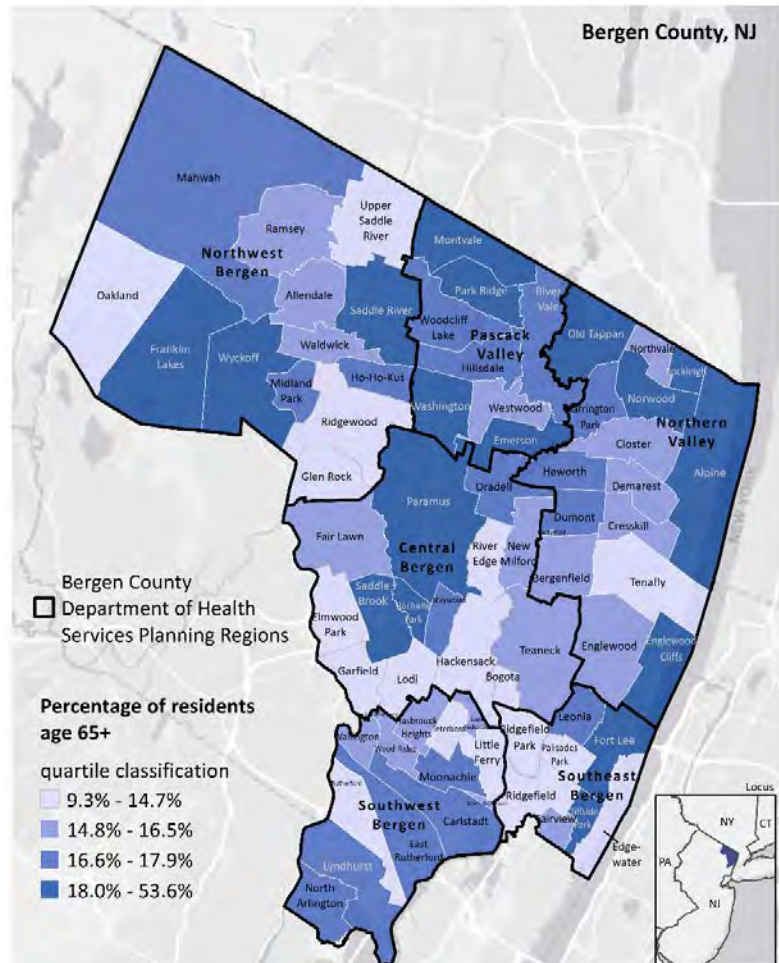 Bergen County, NJ
Mahwah
Upper
Saddle
River
Ramsey
Northwest
Bergen
Montvale
Oakland
Allendale
Saddle River
Park Ridge
River
Vale
Woodcliff
Lake
Pascack
Valley
Old Tappan
Franklin
Lakes
Wyckoff
Waldwick
Hillsdale
Northvale
Midland
Park
Ho-Ho-Kus
Washington
Westwood
Norwood
Northern
Valley
Ridgewood
Emerson
Closter
Alpine
Glen Rock
Paramus
Oradell
Haworth
Demarest
Dumont
Cresskill
Fair Lawn
Central
Bergen
River
Edge
New
Milford
Bergenfield
Tenafly
Saddle
Brook
Rochelle
Park
Elmwood
Park
Teaneck
Englewood
Englewood
Cliffs
Garfield
Lodi
Hackensack
Bogota
Bergen County
Department of Health
Services Planning Regions
Leonia
Fort Lee
Hasbrouck
Heights
Wood Ridge
Little
Ferry
Ridgefield
Park
Palisades
Park
Moonachie
Southeast
Bergen
Ridgefield
Southwest
Bergen
Carlstadt
Fairview
Edge-
water
East
Rutherford
Lyndhurst
North
Arlington
Percentage of residents
age 65+
quartile classification
9.3% - 14.7%
14.8% - 16.5%
16.6% - 17.9%
18.0% - 53.6%
Locus
NY
CT
PA
NJ